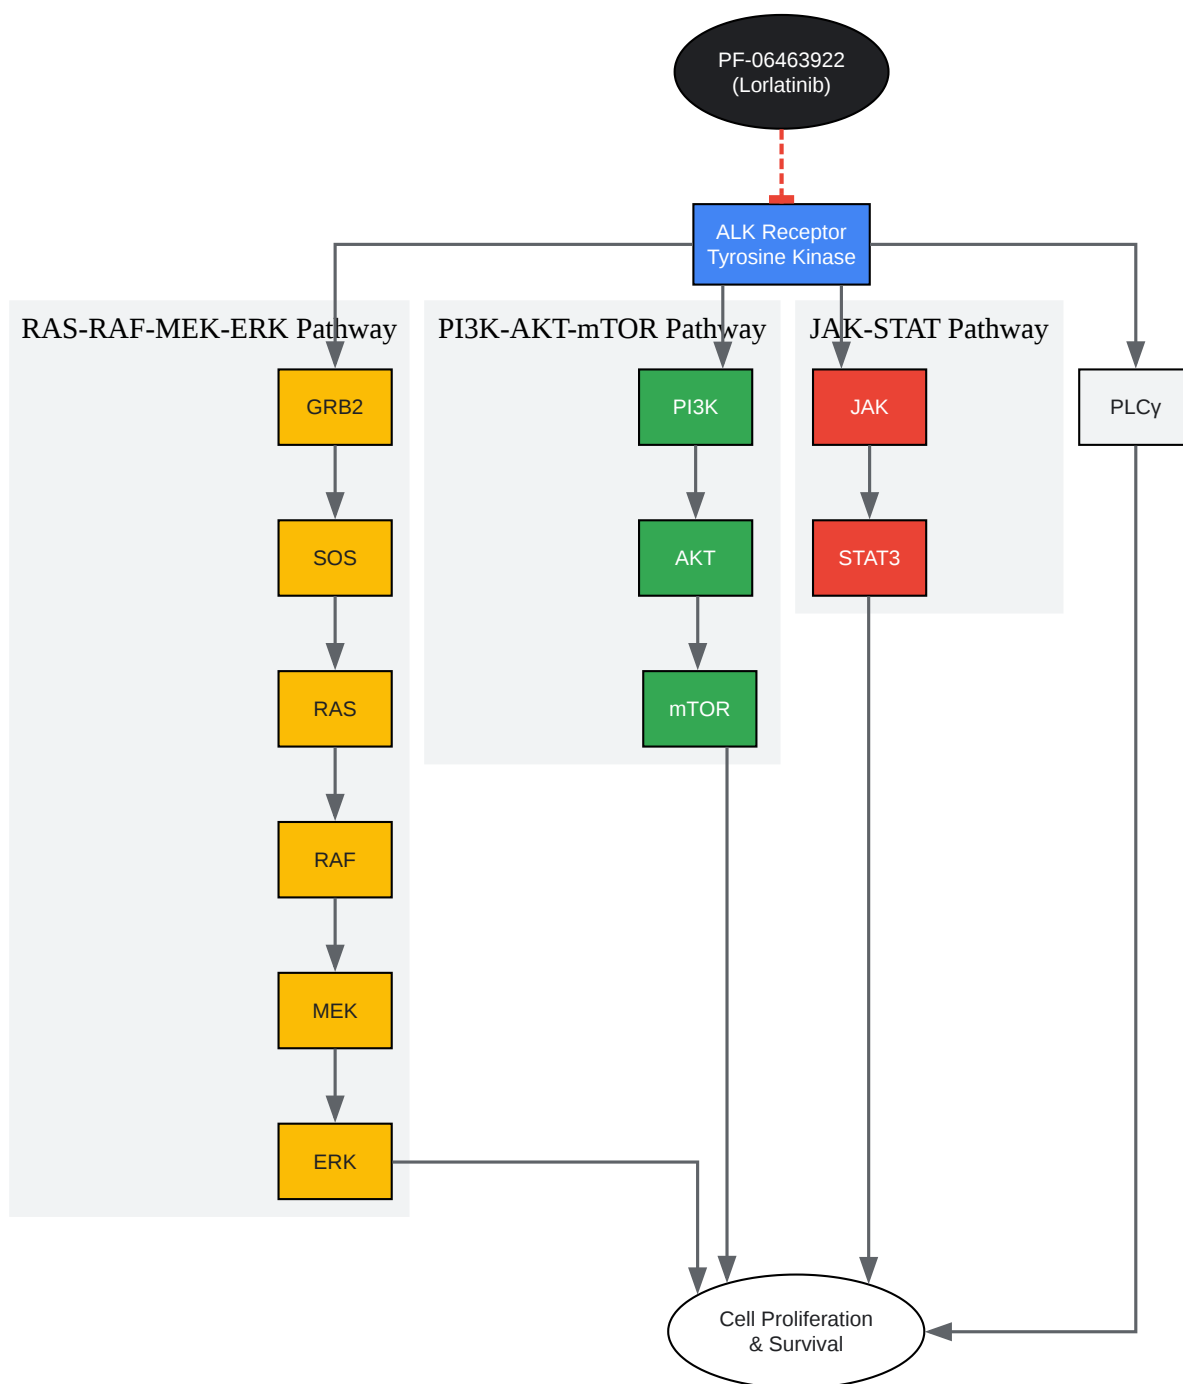 PF-06463922
(Lorlatinib)
ALK Receptor
Tyrosine Kinase
RAS-RAF-MEK-ERK Pathway
PI3K-AKT-mTOR Pathway
JAK-STAT Pathway
GRB2
PI3K
JAK
PLCγ
SOS
AKT
STAT3
RAS
mTOR
RAF
MEK
ERK
Cell Proliferation
& Survival